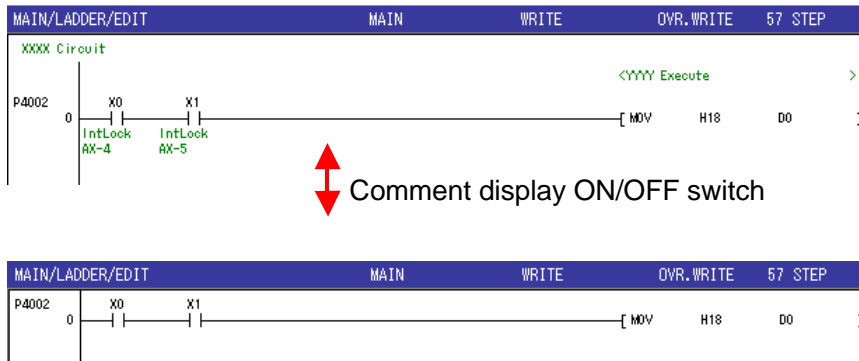 MAIN/LADDER/EDIT MAIN WRITE OVR.WRITE 57 STEP
XXXX Circuit
<YYYY Execute >
P4002 X0 X1
0 [ MOV H18 D0 ]
IntLock IntLock
AX-4 AX-5
Comment display ON/OFF switch
MAIN/LADDER/EDIT MAIN WRITE OVR.WRITE 57 STEP
P4002 X0 X1
0 [ MOV H18 D0 ]